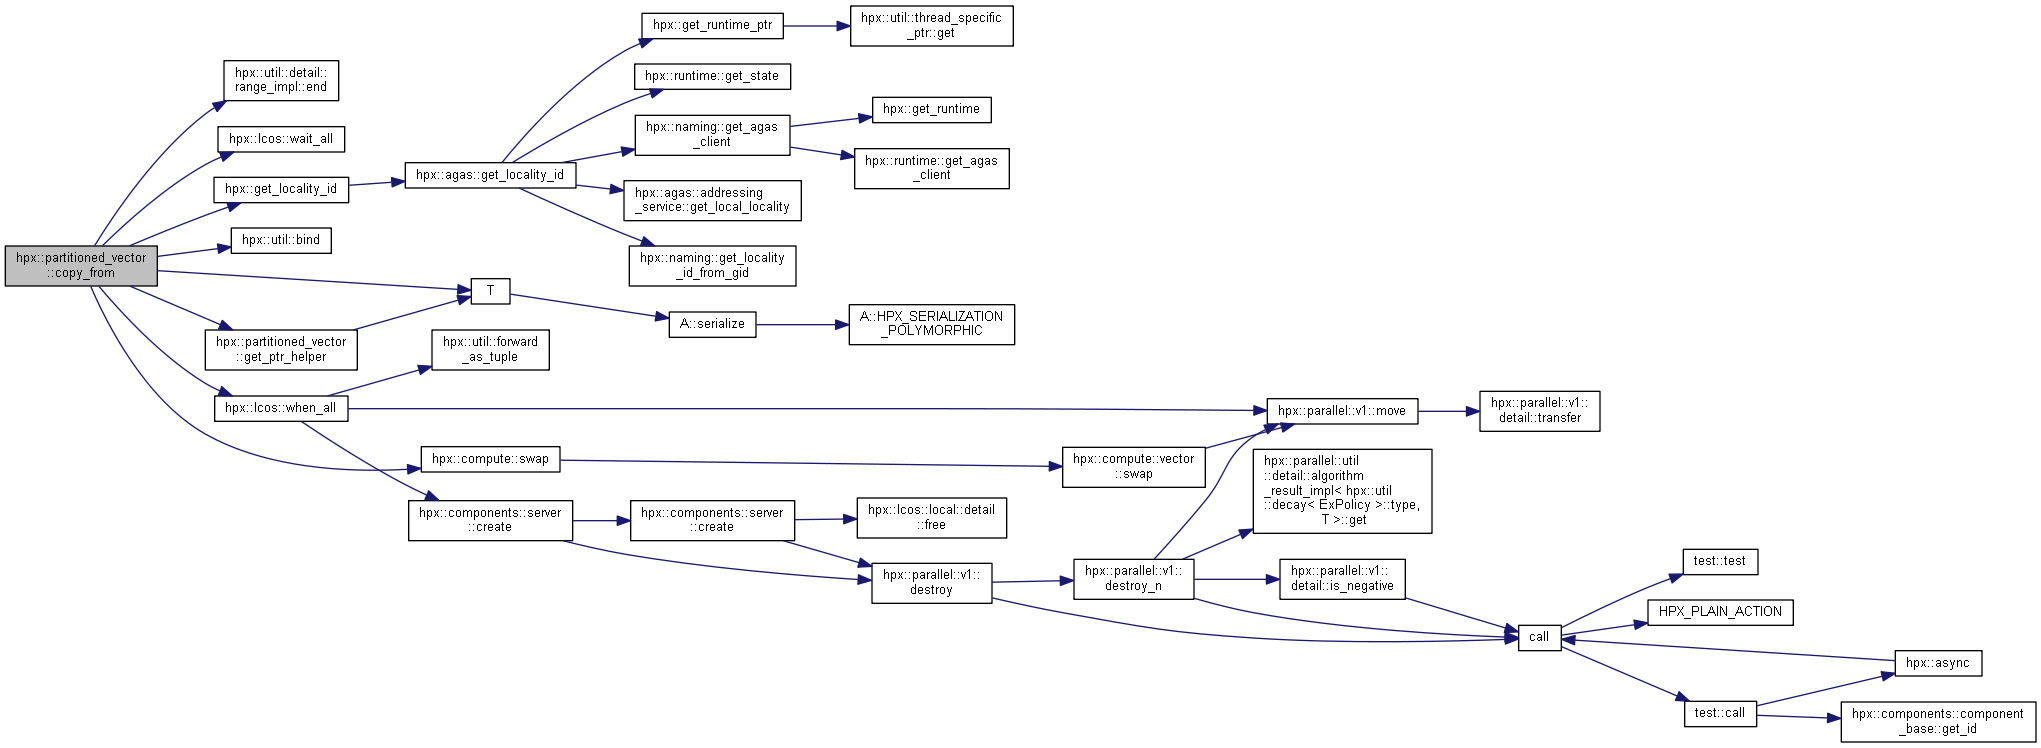 hpx::partitioned_vector
::copy_from
hpx::util::detail::
range_impl::end
hpx::lcos::wait_all
hpx::get_locality_id
hpx::util::bind
hpx::partitioned_vector
::get_ptr_helper
hpx::lcos::when_all
hpx::agas::get_locality_id
T
hpx::util::forward
_as_tuple
hpx::compute::swap
hpx::components::server
::create
hpx::get_runtime_ptr
hpx::runtime::get_state
hpx::naming::get_agas
_client
hpx::agas::addressing
_service::get_local_locality
hpx::naming::get_locality
_id_from_gid
A::serialize
hpx::components::server
::create
hpx::util::thread_specific
_ptr::get
hpx::get_runtime
hpx::runtime::get_agas
_client
A::HPX_SERIALIZATION
_POLYMORPHIC
hpx::lcos::local::detail
::free
hpx::parallel::v1::
destroy
hpx::compute::vector
::swap
hpx::parallel::v1::
destroy_n
hpx::parallel::v1::move
hpx::parallel::util
::detail::algorithm
_result_impl< hpx::util
::decay< ExPolicy >::type,
T >::get
hpx::parallel::v1::
detail::is_negative
hpx::parallel::v1::
detail::transfer
call
test::test
HPX_PLAIN_ACTION
test::call
hpx::async
hpx::components::component
_base::get_id